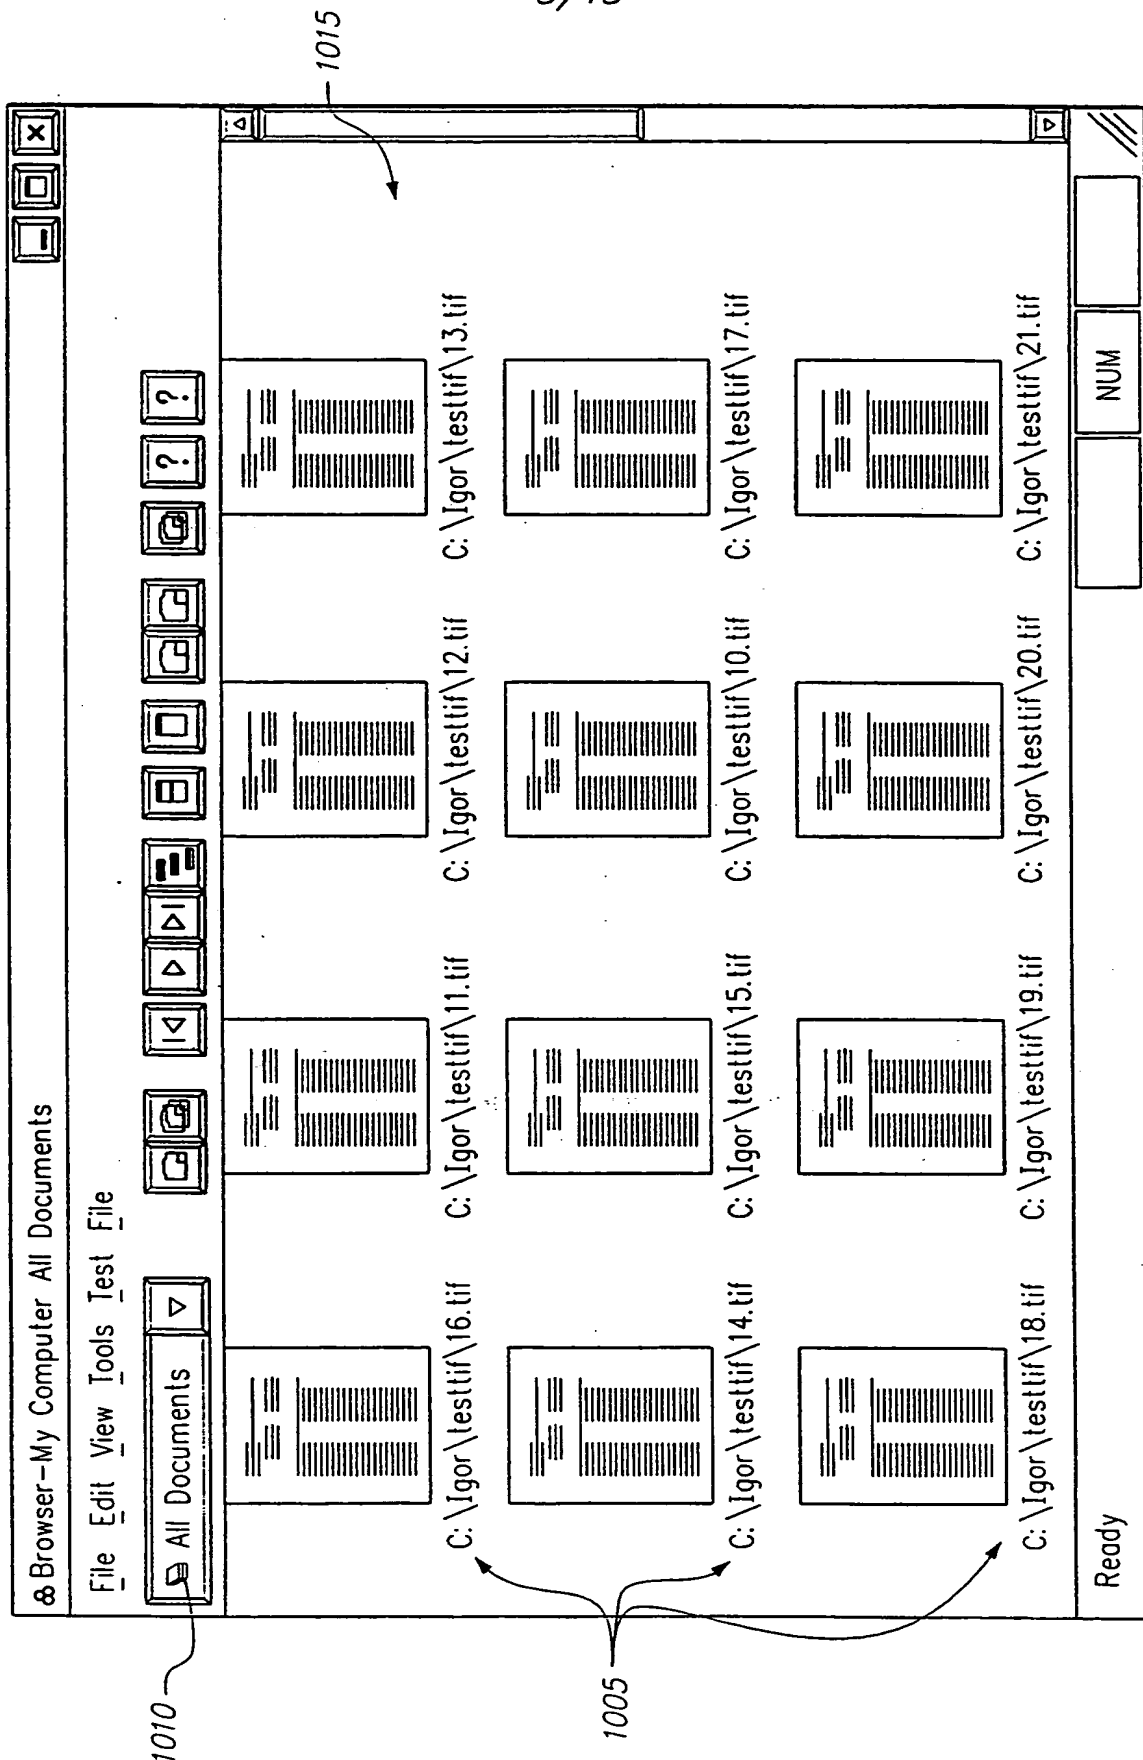 1015
& Browser-My Computer All Documents
File Edit View Tools Test File
All Documents
? ?
1010
C:\Igor\testtif\16.tif C:\Igor\testtif\11.tif C:\Igor\testtif\12.tif C:\Igor\testtif\13.tif
C:\Igor\testtif\14.tif C:\Igor\testtif\15.tif C:\Igor\testtif\10.tif C:\Igor\testtif\17.tif
1005
C:\Igor\testtif\18.tif C:\Igor\testtif\19.tif C:\Igor\testtif\20.tif C:\Igor\testtif\21.tif
Ready NUM